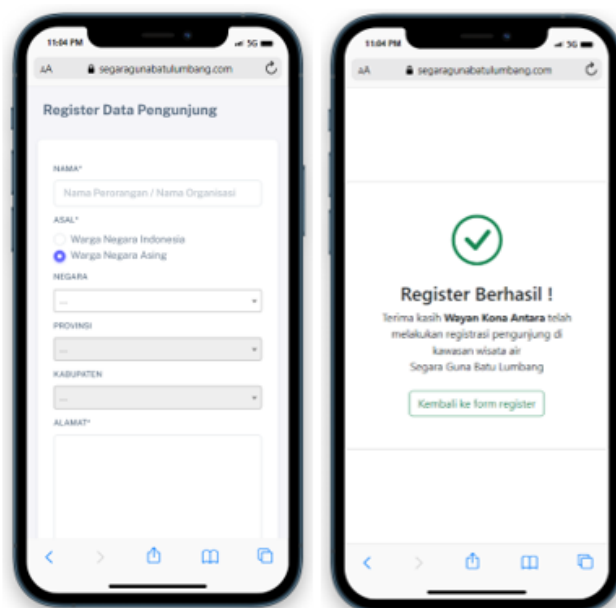 11:04 PM
5G
AA
segaragunabatulumbang.com
Register Data Pengunjung
NAMA*
Nama Perorangan / Nama Organisasi
ASAL*
Warga Negara Indonesia
Warga Negara Asing
NEGARA
...
PROVINSI
...
KABUPATEN
...
ALAMAT*
11:04 PM
5G
AA
segaragunabatulumbang.com
Register Berhasil !
Terima kasih Wayan Kona Antara telah
melakukan registrasi pengunjung di
kawasan wisata air
Segara Guna Batu Lumbang
Kembali ke form register